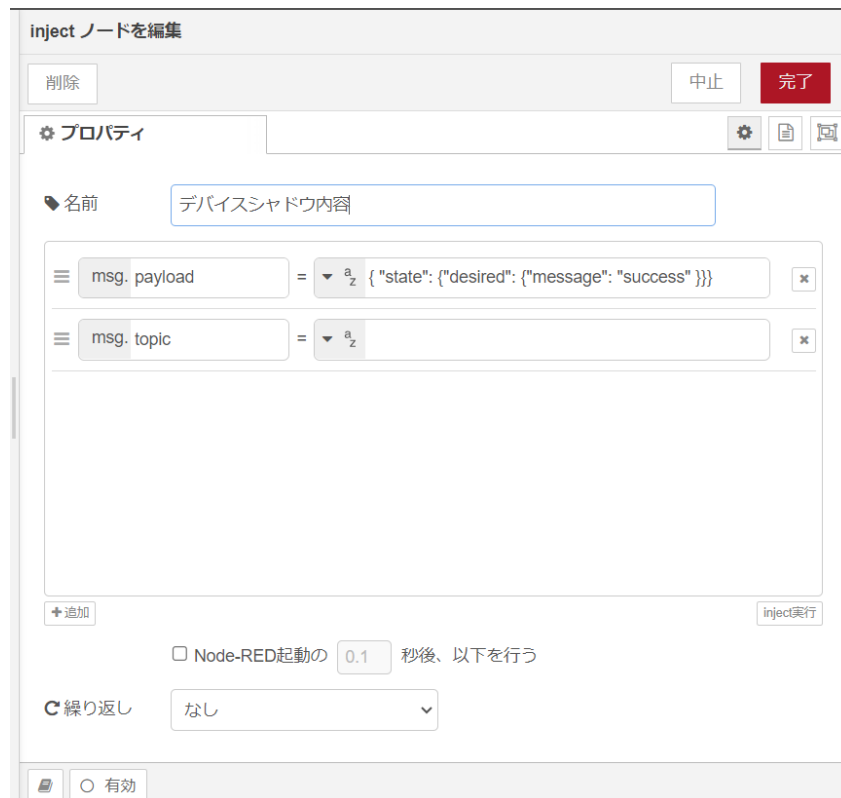 inject ノードを編集
削除 中止 完了
プロパティ
名前 デバイスシャドウ内容
msg. payload = az { "state": {"desired": {"message": "success" }}}
msg. topic = az
+追加 inject実行
Node-RED起動の 0.1 秒後、以下を行う
繰り返し なし
有効